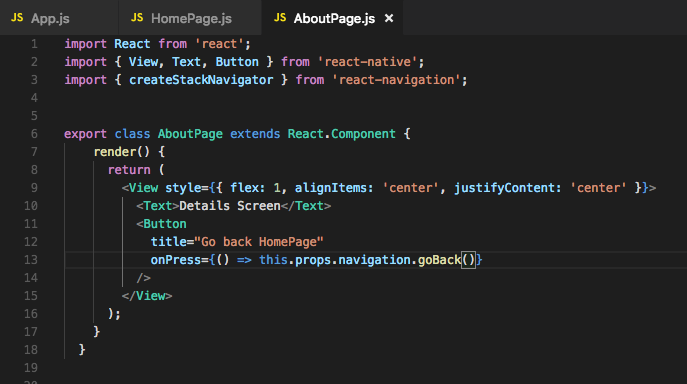 JS App.js JS HomePage.js JS AboutPage.js ×
1 import React from 'react';
2 import { View, Text, Button } from 'react-native';
3 import { createStackNavigator } from 'react-navigation';
4
5
6 export class AboutPage extends React.Component {
7 render() {
8 return (
9 <View style={{ flex: 1, alignItems: 'center', justifyContent: 'center' }}>
10 <Text>Details Screen</Text>
11 <Button
12 title="Go back HomePage"
13 onPress={() => this.props.navigation.goBack()}
14 />
15 </View>
16 );
17 }
18 }
19